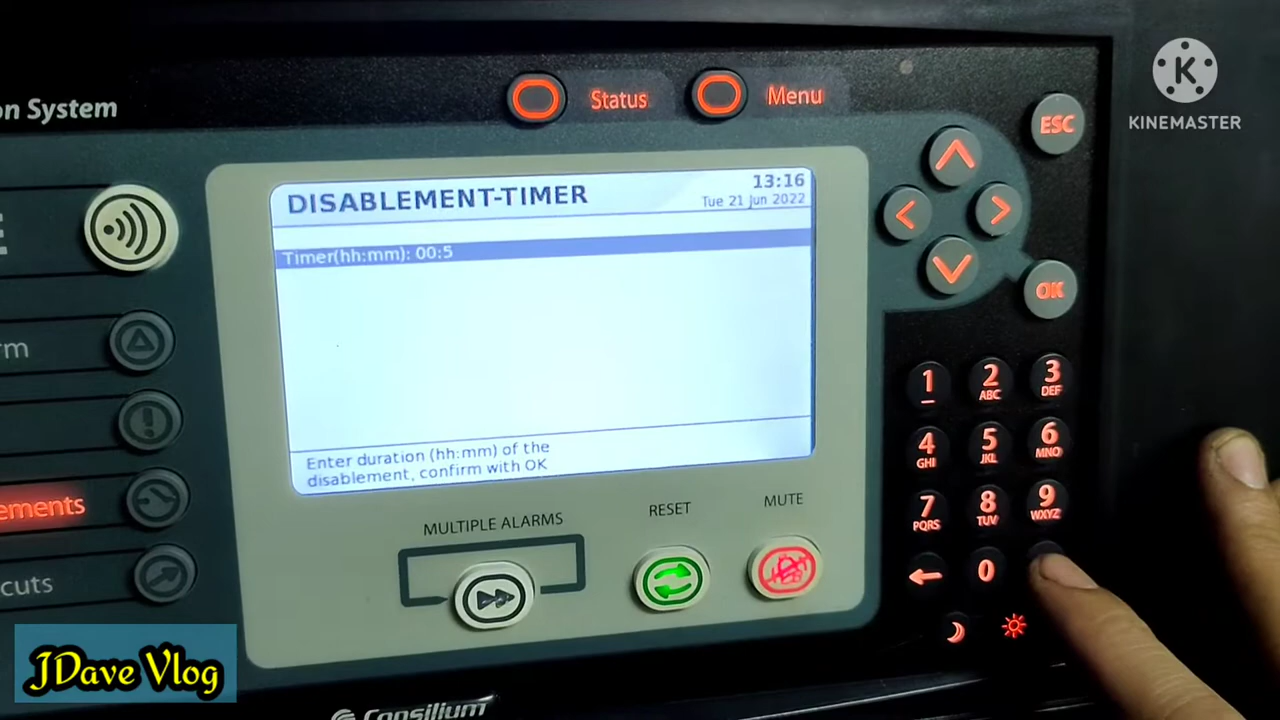 on System
Status
Menu
ESC
KINEMASTER
DISABLEMENT-TIMER
13:16
Tue 21 Jun 2022
Timer(hh:mm): 00:5
Enter duration (hh:mm) of the
disablement, confirm with OK
OK
E
rm
ements
cuts
1
2 ABC
3 DEF
4 GHI
5 JKL
6 MNO
7 PQRS
8 TUV
9 WXYZ
0
MULTIPLE ALARMS
RESET
MUTE
JDave Vlog
Consilium